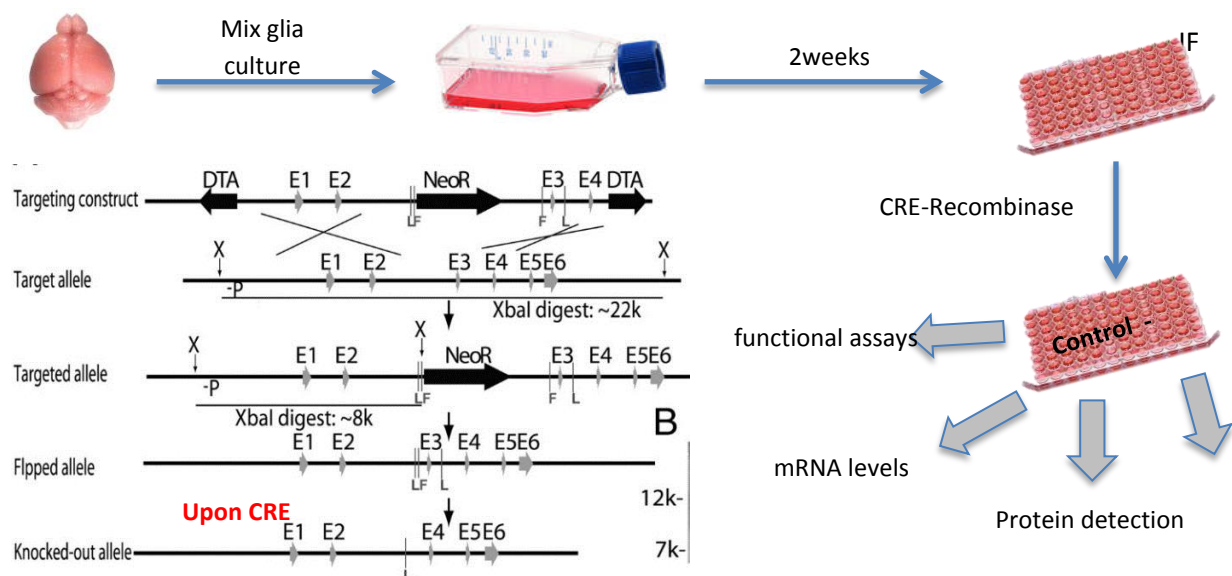 Mix glia
culture
2weeks
IF
DTA E1 E2 NeoR E3 E4 DTA
Targeting construct
LF F L
CRE-Recombinase
X E1 E2 E3 E4 E5E6 X
Target allele
-P
XbaI digest: ~22k
X E1 E2 X NeoR E3 E4 E5E6
Targeted allele
-P LF F L
XbaI digest: ~8k
functional assays
Control -
B
E1 E2 E3 E4 E5E6
Flpped allele
LF L
mRNA levels
12k-
Upon CRE
E1 E2 E4 E5E6
Knocked-out allele
7k-
Protein detection